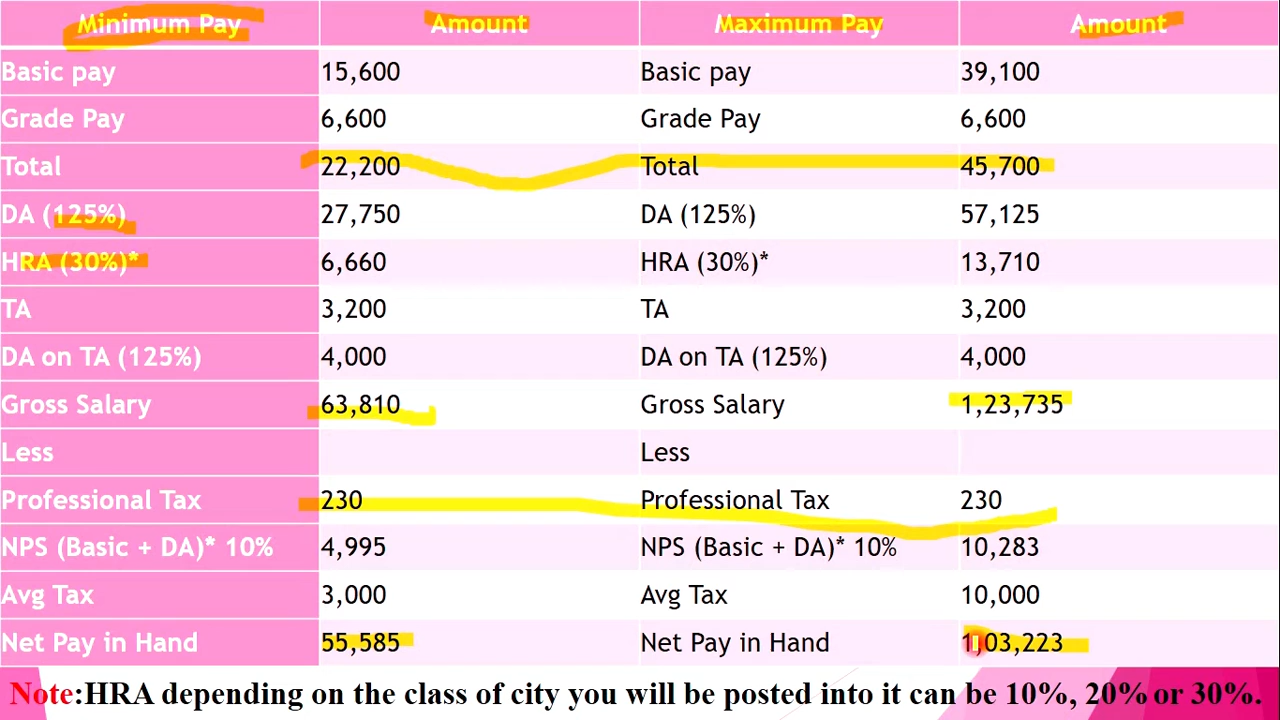 Minimum Pay Amount Maximum Pay Amount
Basic pay 15,600 Basic pay 39,100
Grade Pay 6,600 Grade Pay 6,600
Total 22,200 Total 45,700
DA (125%) 27,750 DA (125%) 57,125
HRA (30%)* 6,660 HRA (30%)* 13,710
TA 3,200 TA 3,200
DA on TA (125%) 4,000 DA on TA (125%) 4,000
Gross Salary 63,810 Gross Salary 1,23,735
Less Less
Professional Tax 230 Professional Tax 230
NPS (Basic + DA)* 10% 4,995 NPS (Basic + DA)* 10% 10,283
Avg Tax 3,000 Avg Tax 10,000
Net Pay in Hand 55,585 Net Pay in Hand 1,03,223
Note:HRA depending on the class of city you will be posted into it can be 10%, 20% or 30%.